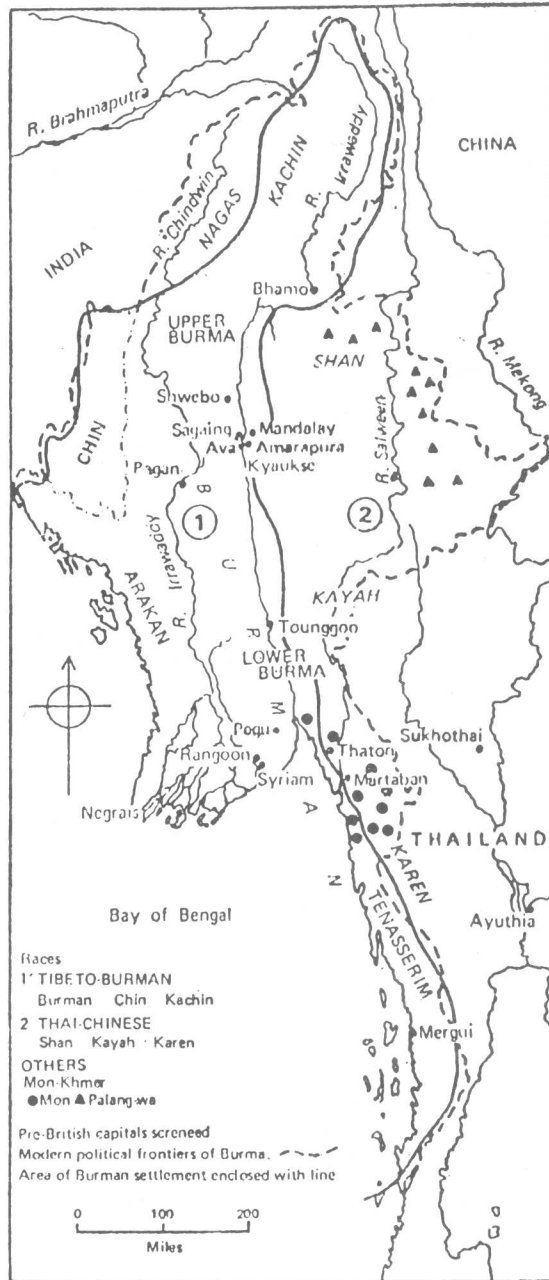 R. Brahmaputra
CHINA
KACHIN
R. Irrawaddy
R. Chindwin
NAGAS
INDIA
Bhamo
UPPER
BURMA
SHAN
R. Mekong
Shwebo
CHIN
Sagaing
Mandalay
Ava
Amarapura
R. Salween
Pagan
Kyaukse
1
2
BURMAN
R. Irrawaddy
ARAKAN
KAYAH
Tounggoo
LOWER
BURMA
Pegu
Sukhothai
Thaton
Rangoon
Martaban
Syriam
Negrais
THAILAND
KAREN
TENASSERIM
Ayuthia
Bay of Bengal
Mergui
Races
1 TIBETO-BURMAN
Burman Chin Kachin
2 THAI-CHINESE
Shan Kayah Karen
OTHERS
Mon-Khmer
Mon Palang-wa
Pre-British capitals screened
Modern political frontiers of Burma.
Area of Burman settlement enclosed with line
0 100 200
Miles